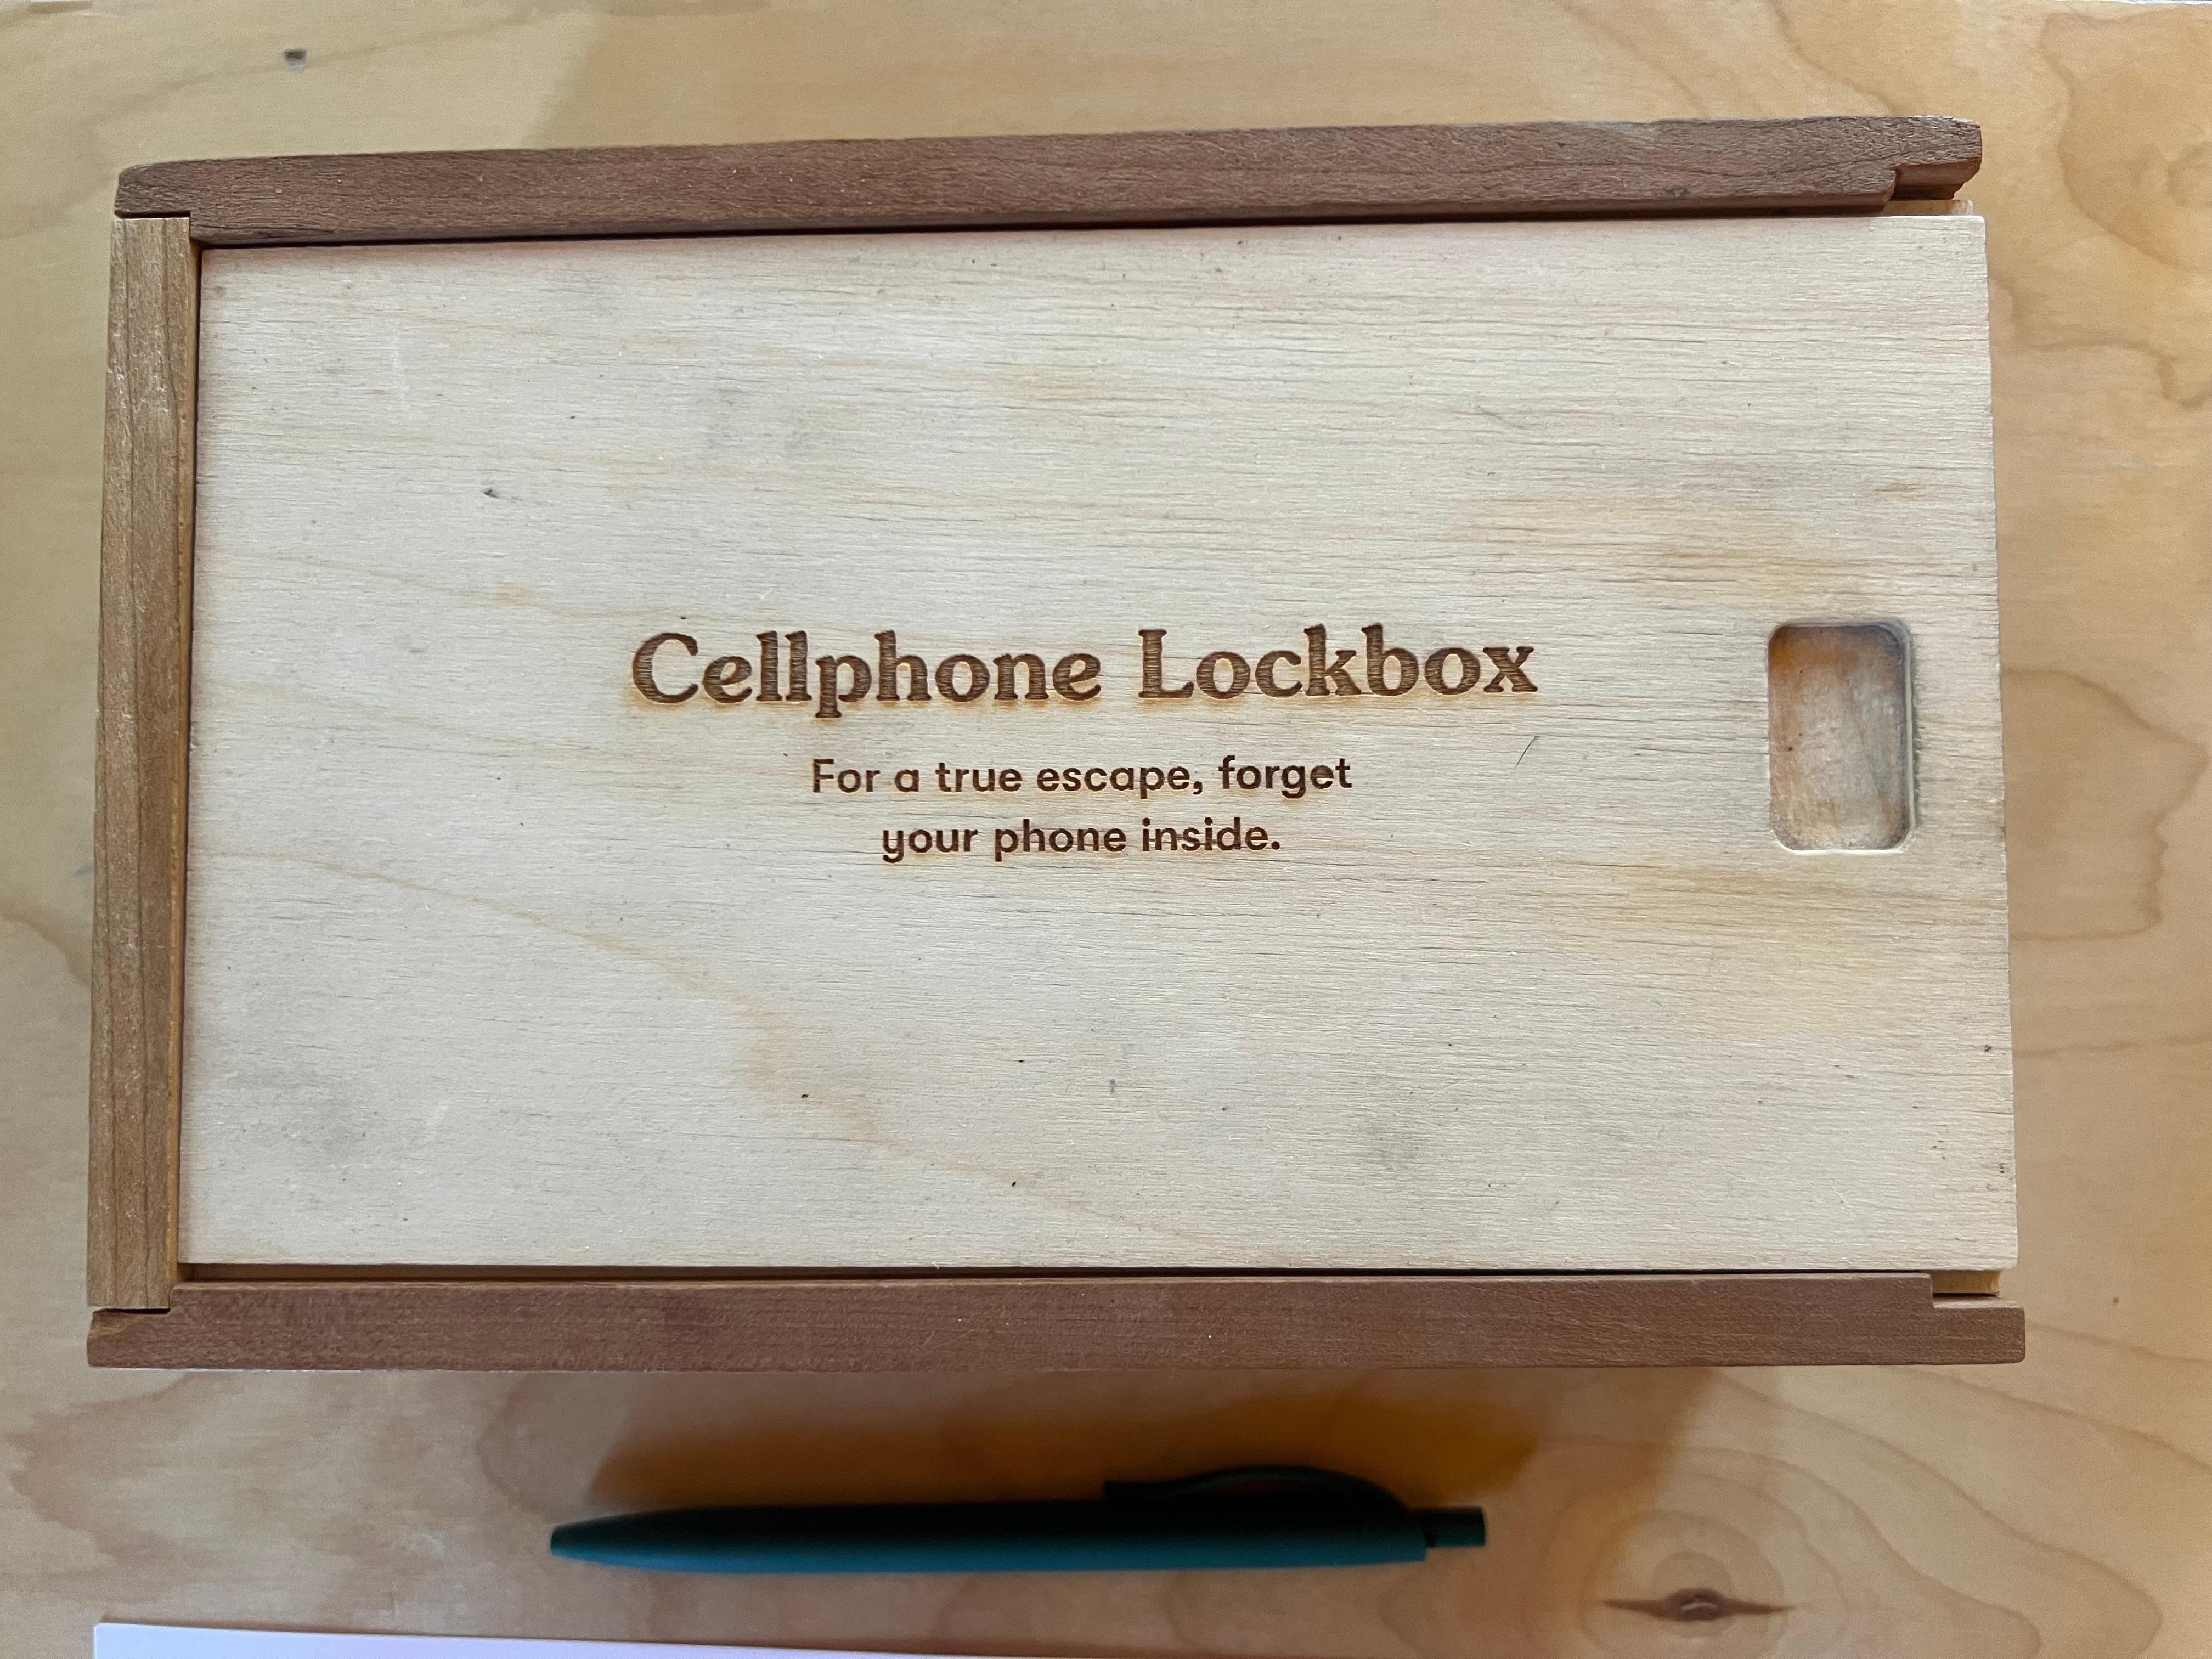 Cellphone Lockbox
For a true escape, forget
your phone inside.